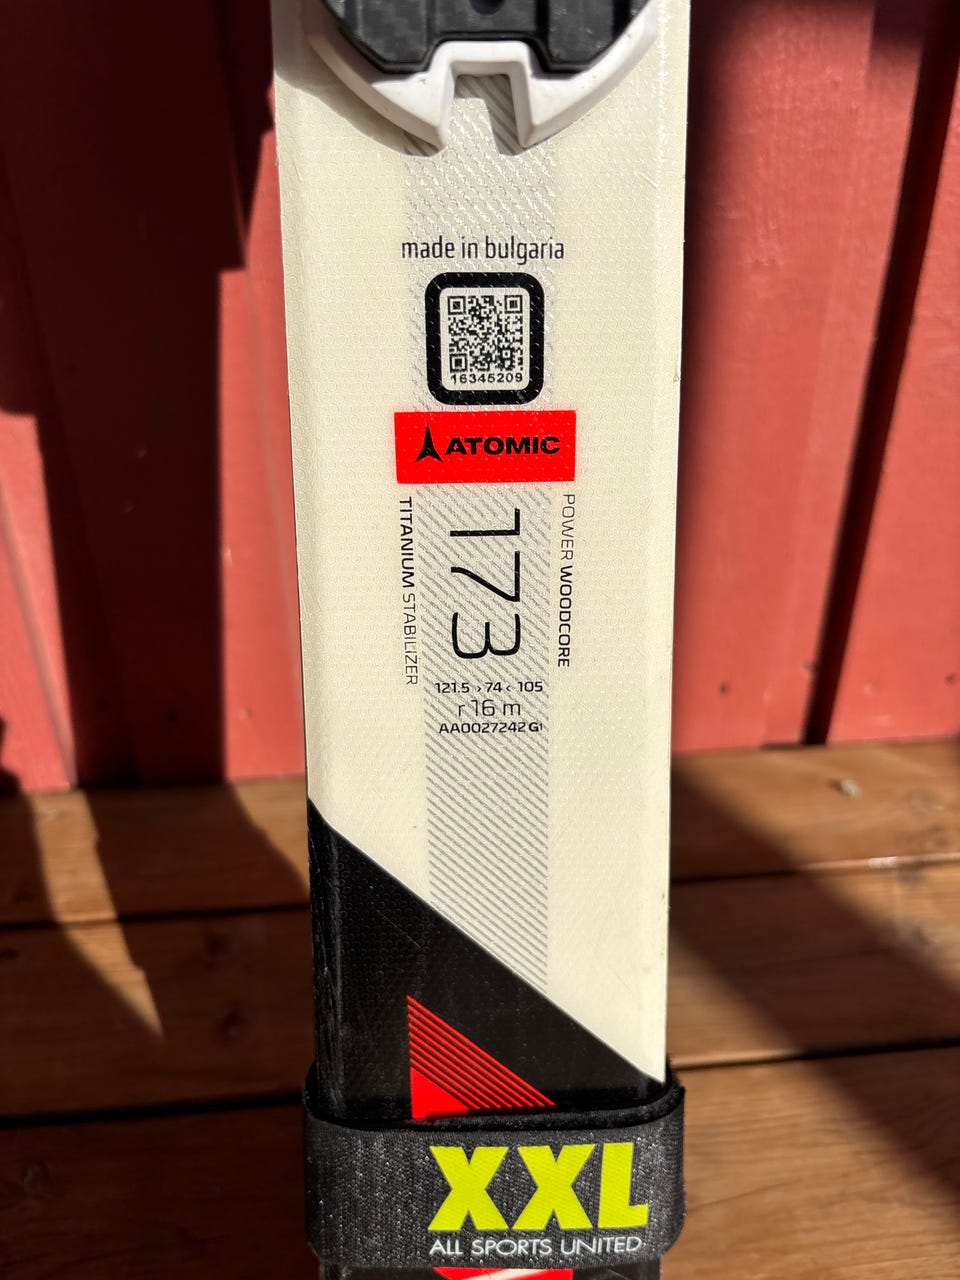 made in bulgaria
16345209
ATOMIC
TITANIUM STABILIZER
173
POWER WOODCORE
121.5 › 74 ‹ 105
r 16 m
AA0027242 G1
XXL
ALL SPORTS UNITED